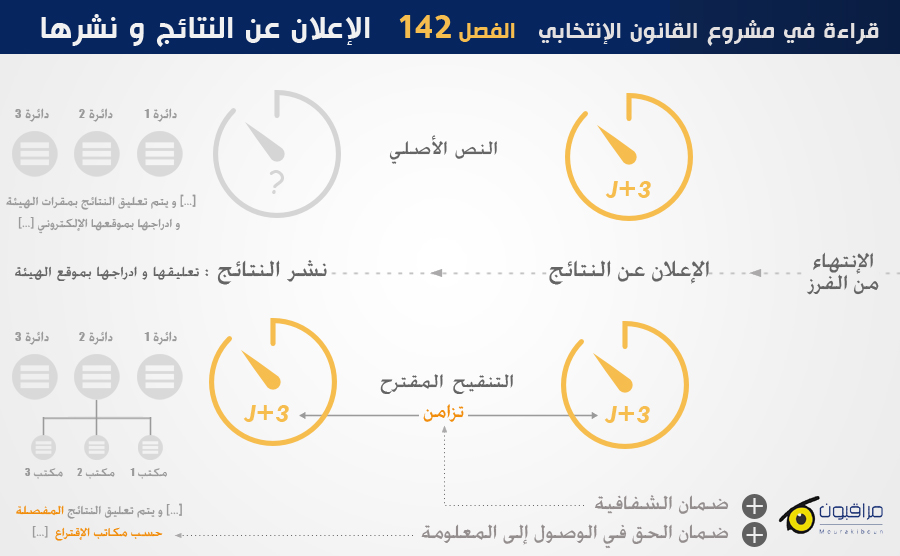 قراءة في مشروع القانون الإنتخابي الفصل 142 الإعلان عن النتائج و نشرها
J+3
النص الأصلي
?
دائرة 1 دائرة 2 دائرة 3
[...] و يتم تعليق النتائج بمقرات الهيئة
و ادراجها بموقعها الإلكتروني [...]
الإنتهاء
من الفرز
الإعلان عن النتائج
نشر النتائج : تعليقها و ادراجها بموقع الهيئة
J+3
التنقيح المقترح
تزامن
J+3
دائرة 1 دائرة 2 دائرة 3
مكتب 1 مكتب 2 مكتب 3
[...] و يتم تعليق النتائج المفصلة
حسب مكاتب الإقتراع [...]
ضمان الشفافية
ضمان الحق في الوصول إلى المعلومة
مراقبون
Mourakiboun